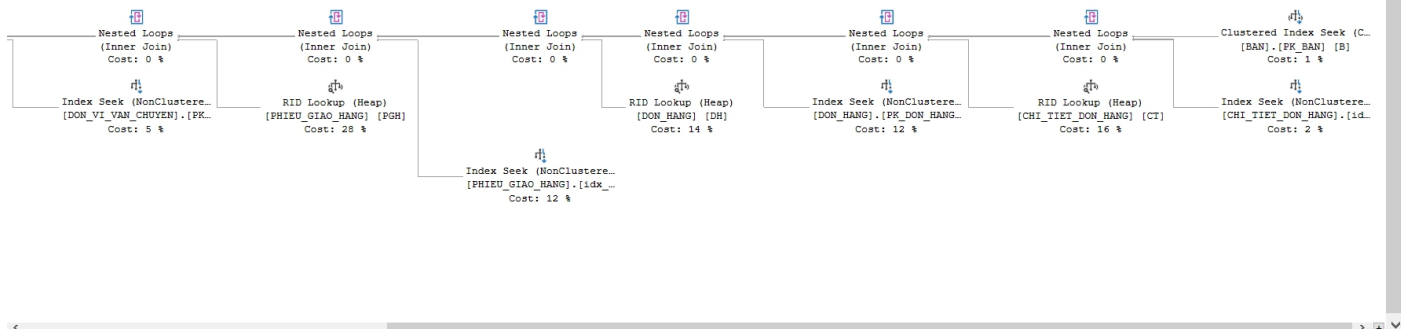 Nested Loops
(Inner Join)
Cost: 0 %
Nested Loops
(Inner Join)
Cost: 0 %
Nested Loops
(Inner Join)
Cost: 0 %
Nested Loops
(Inner Join)
Cost: 0 %
Nested Loops
(Inner Join)
Cost: 0 %
Nested Loops
(Inner Join)
Cost: 0 %
Clustered Index Seek (C…
[BAN].[PK_BAN] [B]
Cost: 1 %
Index Seek (NonClustere…
[DON_VI_VAN_CHUYEN].[PK…
Cost: 5 %
RID Lookup (Heap)
[PHIEU_GIAO_HANG] [PGH]
Cost: 28 %
RID Lookup (Heap)
[DON_HANG] [DH]
Cost: 14 %
Index Seek (NonClustere…
[DON_HANG].[PK_DON_HANG…
Cost: 12 %
RID Lookup (Heap)
[CHI_TIET_DON_HANG] [CT]
Cost: 16 %
Index Seek (NonClustere…
[CHI_TIET_DON_HANG].[id…
Cost: 2 %
Index Seek (NonClustere…
[PHIEU_GIAO_HANG].[idx_…
Cost: 12 %